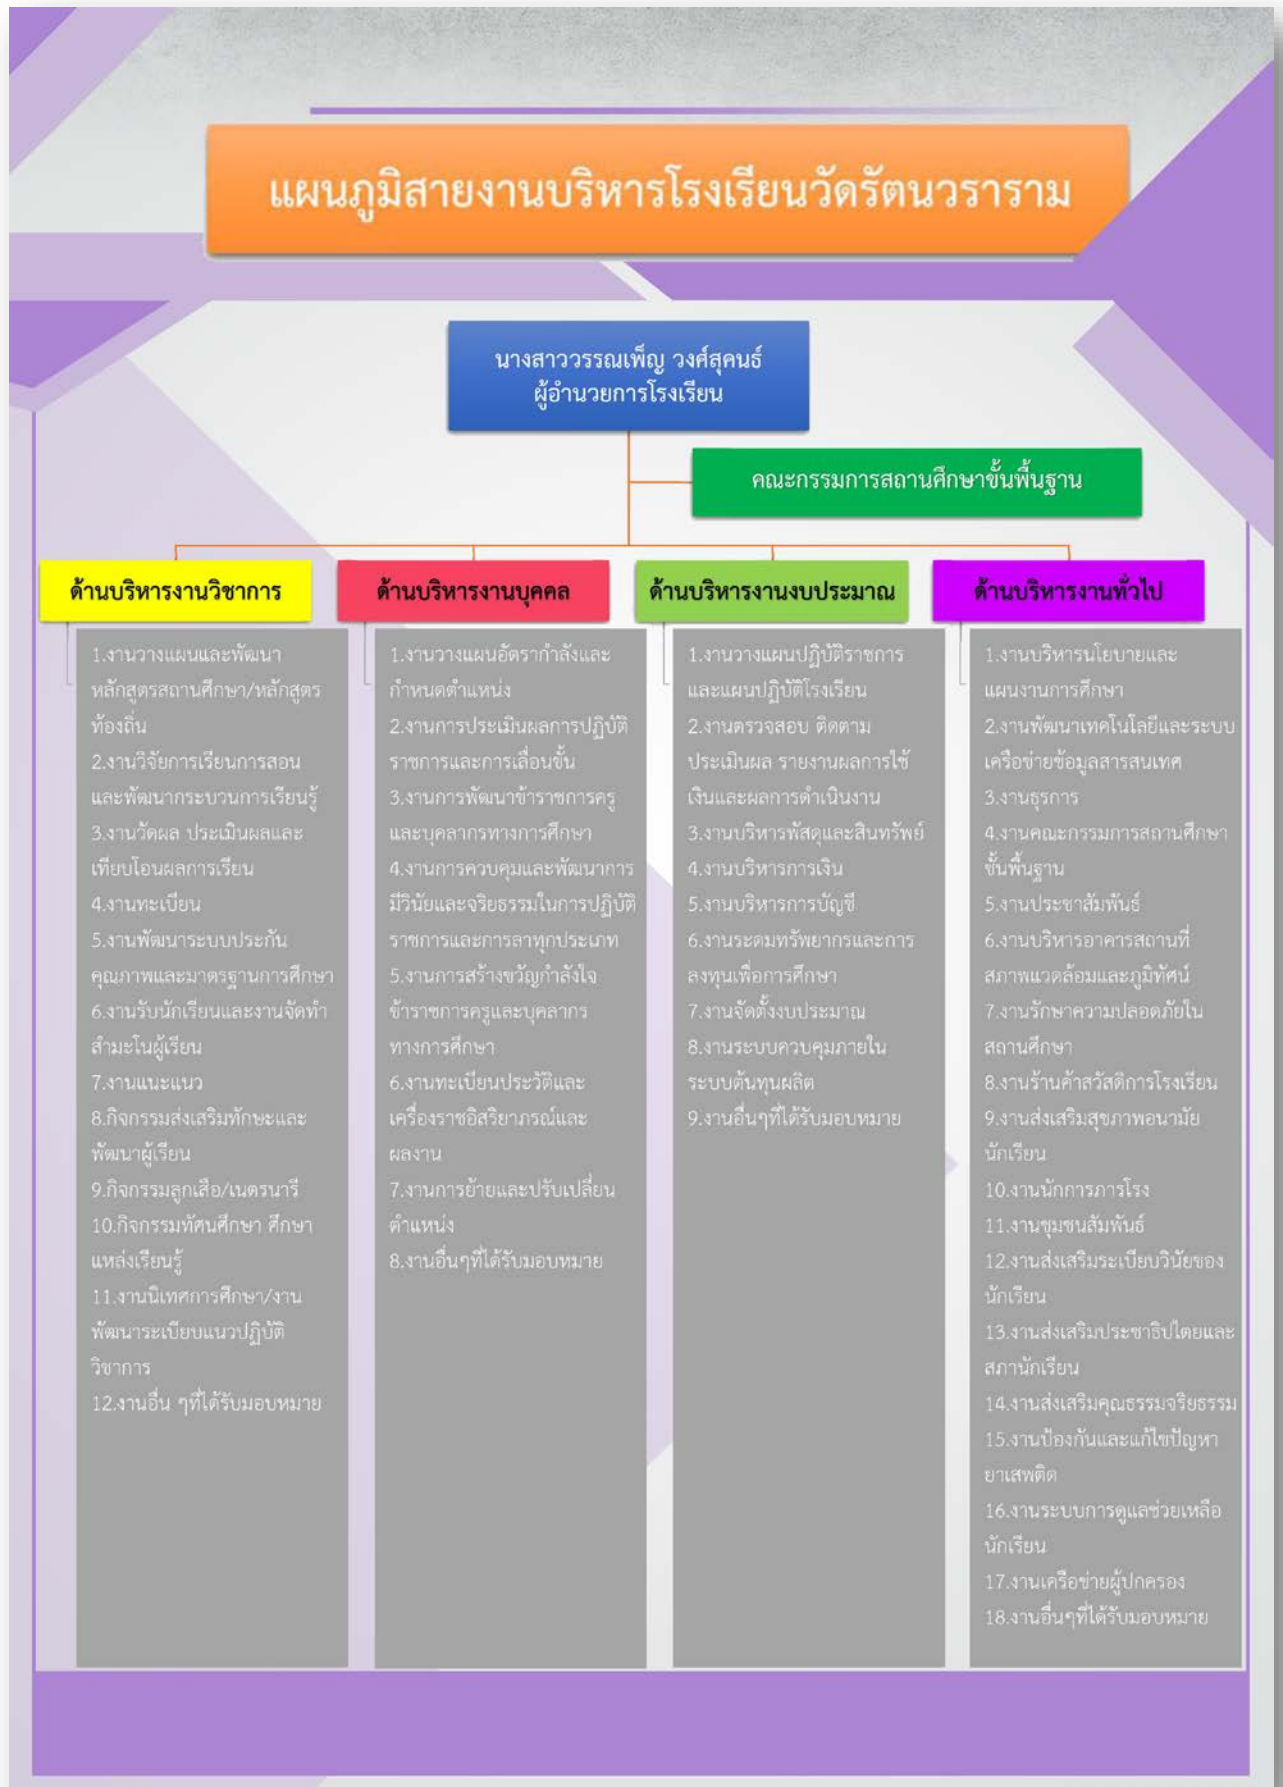 แผนภูมิสายงานบริหารโรงเรียนวัดรัตนวราราม
นางสาววรรณเพ็ญ วงศ์สุคนธ์
ผู้อำนวยการโรงเรียน
คณะกรรมการสถานศึกษาขั้นพื้นฐาน
ด้านบริหารงานวิชาการ
1.งานวางแผนและพัฒนา
หลักสูตรสถานศึกษา/หลักสูตร
ท้องถิ่น
2.งานวิจัยการเรียนการสอน
และพัฒนากระบวนการเรียนรู้
3.งานวัดผล ประเมินผลและ
เทียบโอนผลการเรียน
4.งานทะเบียน
5.งานพัฒนาระบบประกัน
คุณภาพและมาตรฐานการศึกษา
6.งานรับนักเรียนและงานจัดทำ
สำมะโนผู้เรียน
7.งานแนะแนว
8.กิจกรรมส่งเสริมทักษะและ
พัฒนาผู้เรียน
9.กิจกรรมลูกเสือ/เนตรนารี
10.กิจกรรมทัศนศึกษา ศึกษา
แหล่งเรียนรู้
11.งานนิเทศการศึกษา/งาน
พัฒนาระเบียบแนวปฏิบัติ
วิชาการ
12.งานอื่น ๆที่ได้รับมอบหมาย
ด้านบริหารงานบุคคล
1.งานวางแผนอัตรากำลังและ
กำหนดตำแหน่ง
2.งานการประเมินผลการปฏิบัติ
ราชการและการเลื่อนขั้น
3.งานการพัฒนาข้าราชการครู
และบุคลากรทางการศึกษา
4.งานการควบคุมและพัฒนาการ
มีวินัยและจริยธรรมในการปฏิบัติ
ราชการและการลาทุกประเภท
5.งานการสร้างขวัญกำลังใจ
ข้าราชการครูและบุคลากร
ทางการศึกษา
6.งานทะเบียนประวัติและ
เครื่องราชอิสริยาภรณ์และ
ผลงาน
7.งานการย้ายและปรับเปลี่ยน
ตำแหน่ง
8.งานอื่นๆที่ได้รับมอบหมาย
ด้านบริหารงานงบประมาณ
1.งานวางแผนปฏิบัติราชการ
และแผนปฏิบัติโรงเรียน
2.งานตรวจสอบ ติดตาม
ประเมินผล รายงานผลการใช้
เงินและผลการดำเนินงาน
3.งานบริหารพัสดุและสินทรัพย์
4.งานบริหารการเงิน
5.งานบริหารการบัญชี
6.งานระดมทรัพยากรและการ
ลงทุนเพื่อการศึกษา
7.งานจัดตั้งงบประมาณ
8.งานระบบควบคุมภายใน
ระบบต้นทุนผลิต
9.งานอื่นๆที่ได้รับมอบหมาย
ด้านบริหารงานทั่วไป
1.งานบริหารนโยบายและ
แผนงานการศึกษา
2.งานพัฒนาเทคโนโลยีและระบบ
เครือข่ายข้อมูลสารสนเทศ
3.งานธุรการ
4.งานคณะกรรมการสถานศึกษา
ขั้นพื้นฐาน
5.งานประชาสัมพันธ์
6.งานบริหารอาคารสถานที่
สภาพแวดล้อมและภูมิทัศน์
7.งานรักษาความปลอดภัยใน
สถานศึกษา
8.งานร้านค้าสวัสดิการโรงเรียน
9.งานส่งเสริมสุขภาพอนามัย
นักเรียน
10.งานนักการภารโรง
11.งานชุมชนสัมพันธ์
12.งานส่งเสริมระเบียบวินัยของ
นักเรียน
13.งานส่งเสริมประชาธิปไตยและ
สภานักเรียน
14.งานส่งเสริมคุณธรรมจริยธรรม
15.งานป้องกันและแก้ไขปัญหา
ยาเสพติด
16.งานระบบการดูแลช่วยเหลือ
นักเรียน
17.งานเครือข่ายผู้ปกครอง
18.งานอื่นๆที่ได้รับมอบหมาย